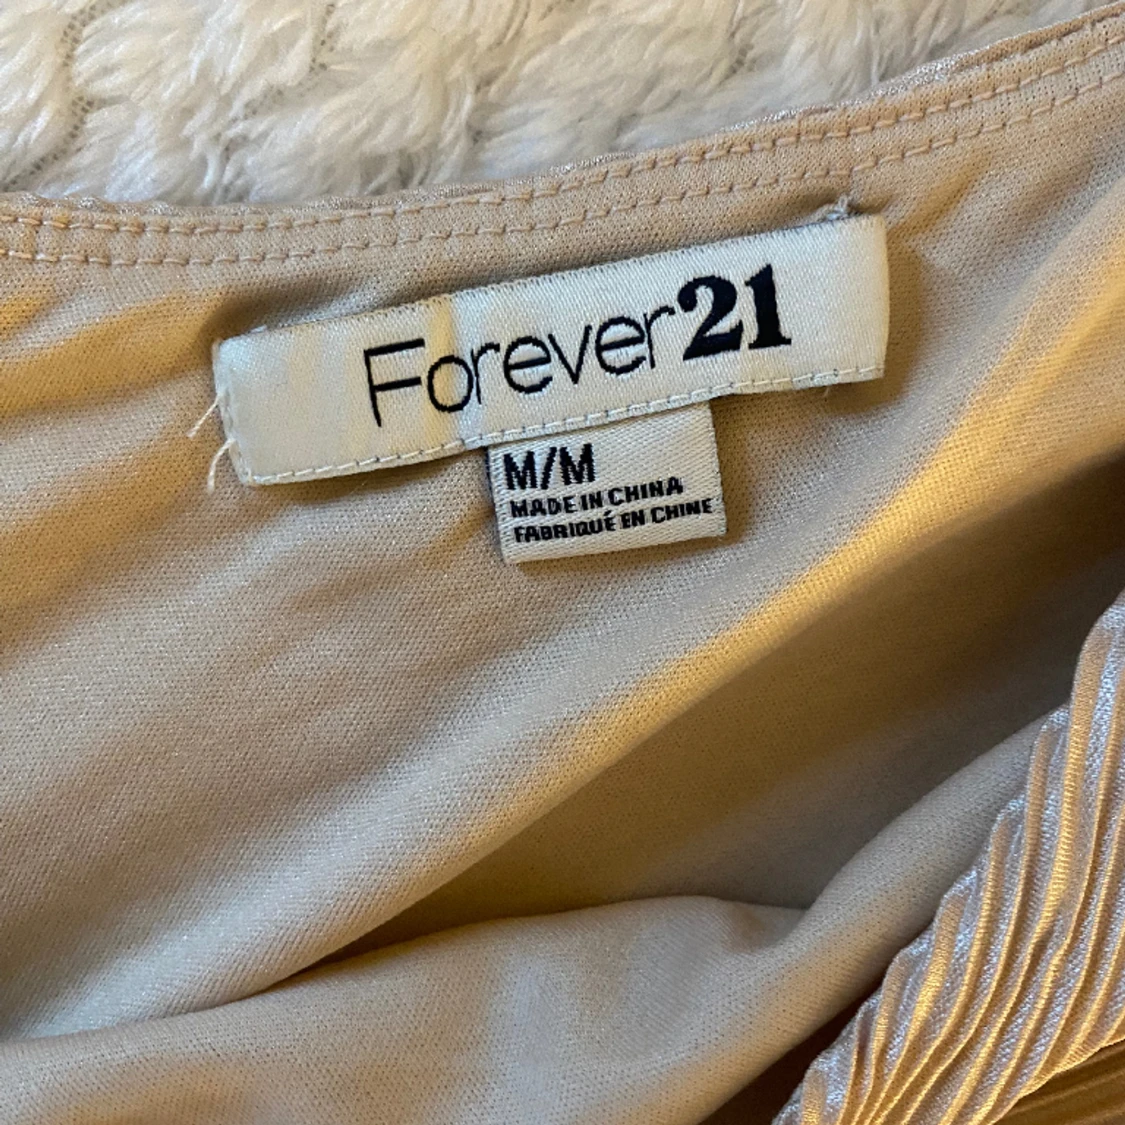 Forever21
M/M
MADE IN CHINA
FABRIQUÉ EN CHINE